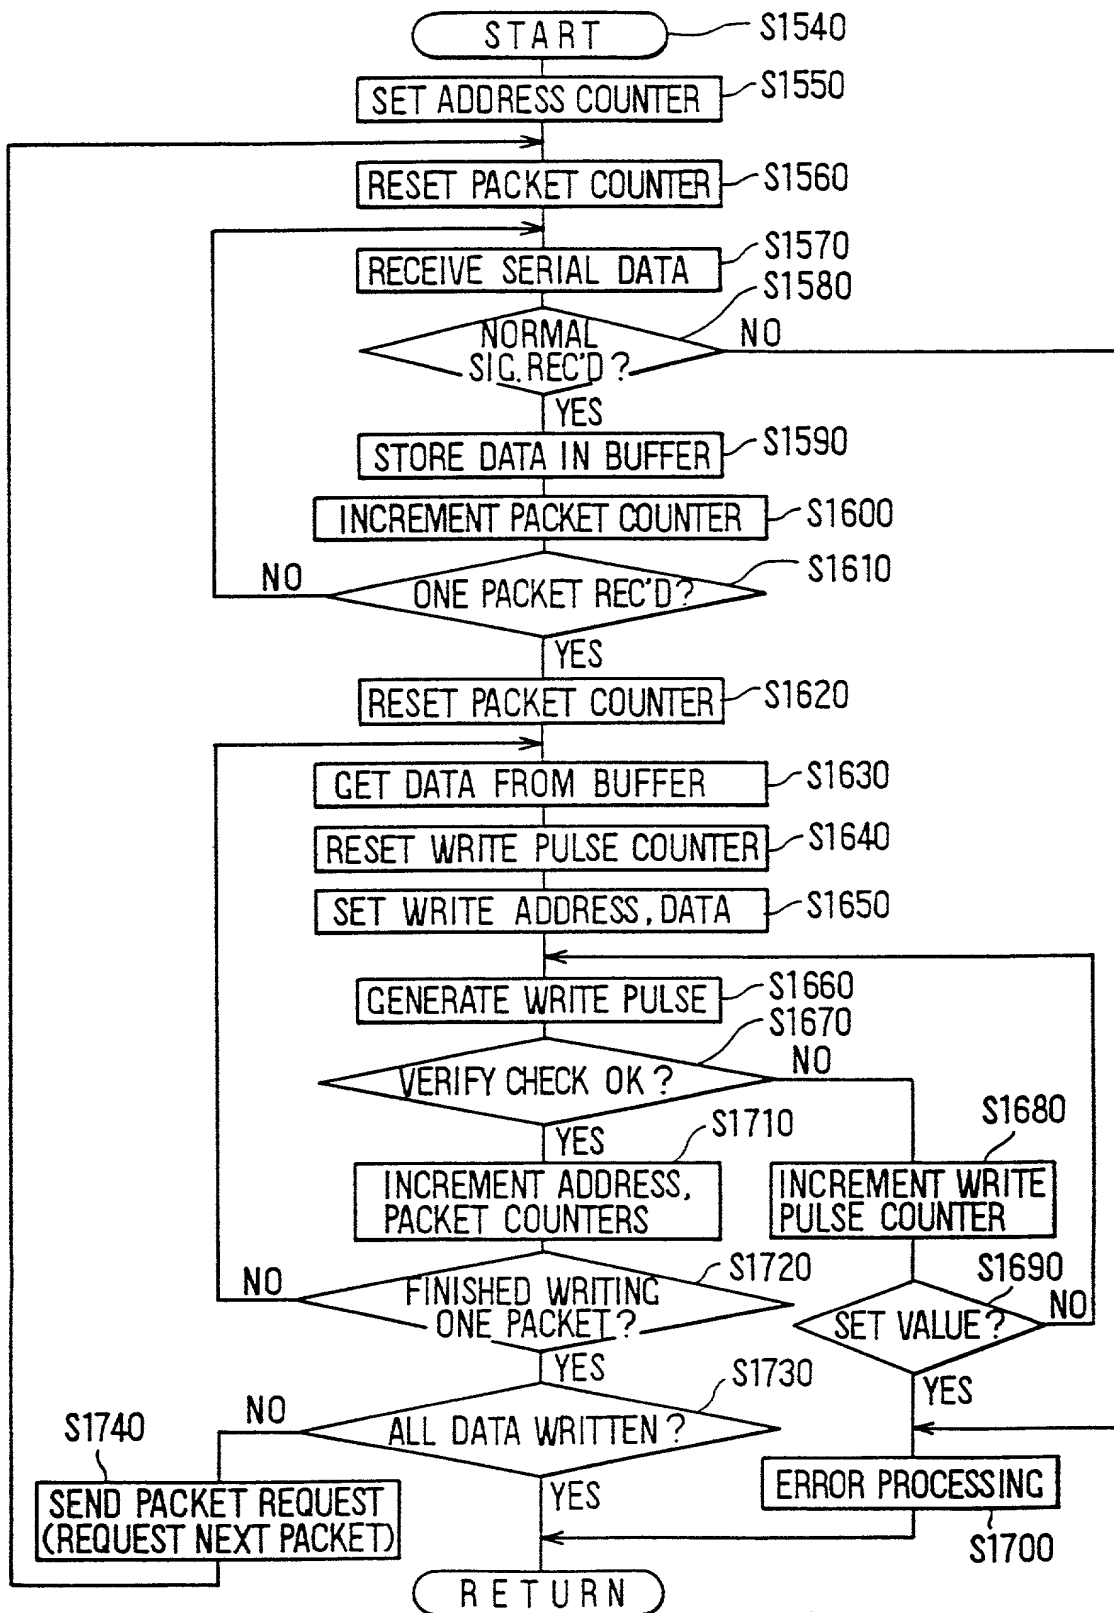 START
S1540
SET ADDRESS COUNTER
S1550
RESET PACKET COUNTER
S1560
RECEIVE SERIAL DATA
S1570
NORMAL
SIG. REC'D?
S1580
NO
YES
STORE DATA IN BUFFER
S1590
INCREMENT PACKET COUNTER
S1600
NO
ONE PACKET REC'D?
S1610
YES
RESET PACKET COUNTER
S1620
GET DATA FROM BUFFER
S1630
RESET WRITE PULSE COUNTER
S1640
SET WRITE ADDRESS, DATA
S1650
GENERATE WRITE PULSE
S1660
VERIFY CHECK OK?
S1670
NO
YES
S1710
INCREMENT ADDRESS,
PACKET COUNTERS
S1680
INCREMENT WRITE
PULSE COUNTER
NO
FINISHED WRITING
ONE PACKET?
S1720
YES
S1690
SET VALUE?
NO
YES
NO
ALL DATA WRITTEN?
S1730
YES
S1740
SEND PACKET REQUEST
(REQUEST NEXT PACKET)
ERROR PROCESSING
S1700
RETURN